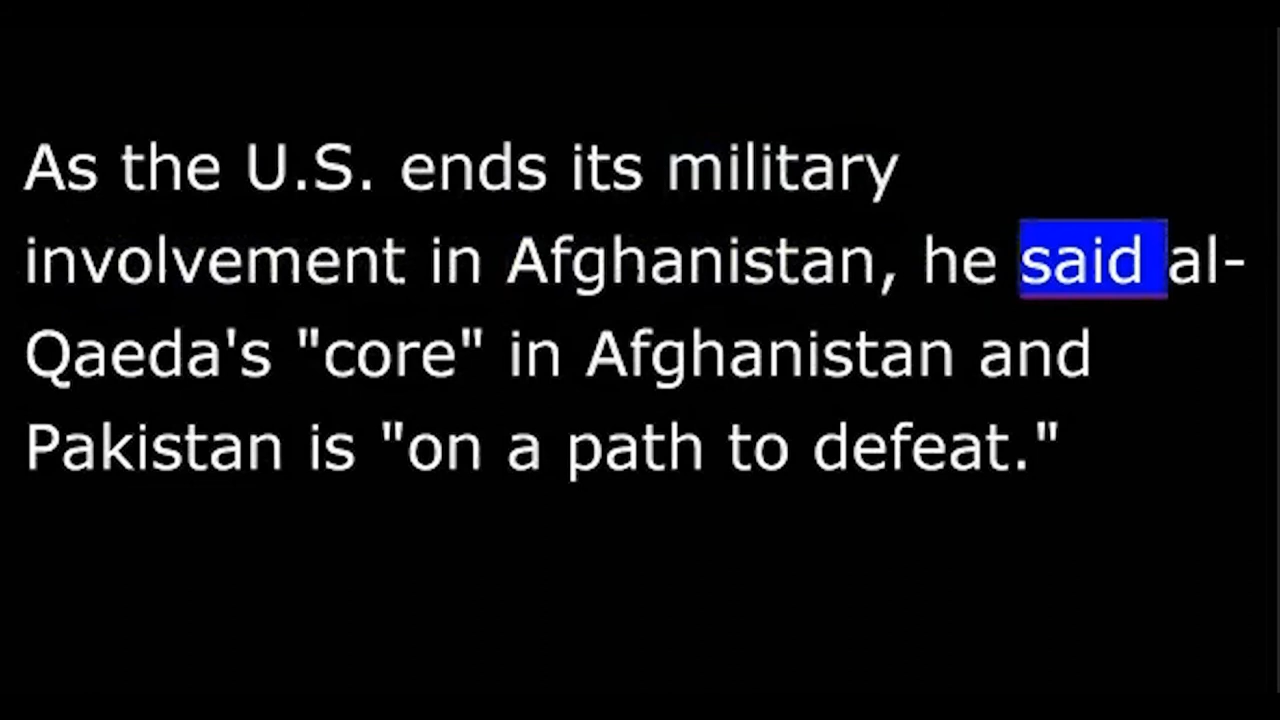 As the U.S. ends its military
involvement in Afghanistan, he said al-
Qaeda's "core" in Afghanistan and
Pakistan is "on a path to defeat."